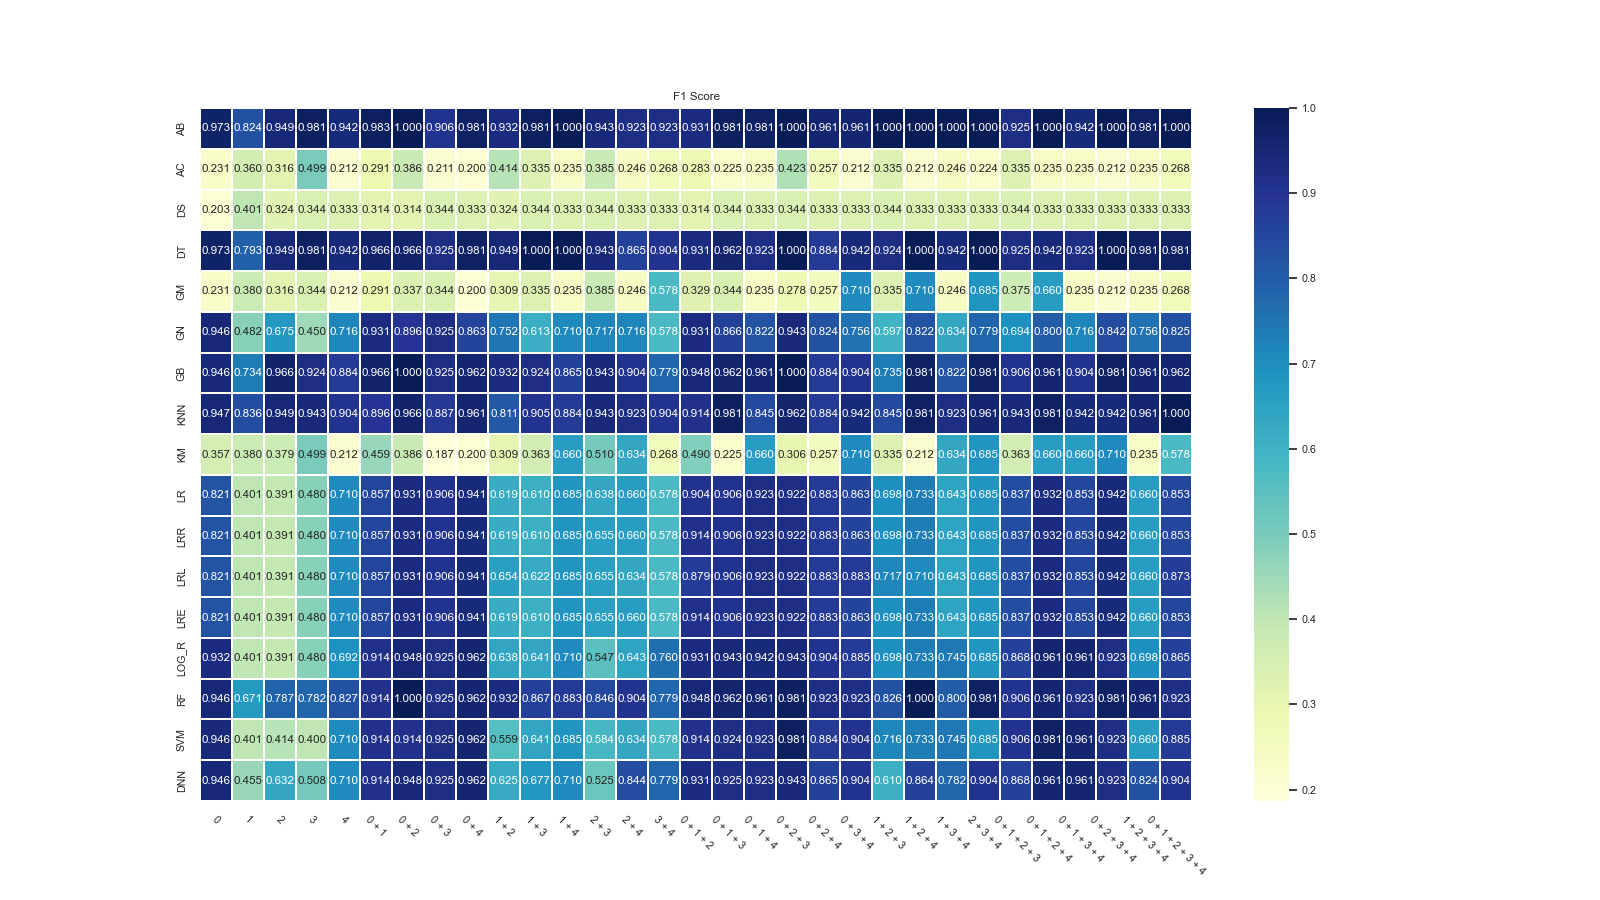 F1 Score
AB 0.973 0.824 0.949 0.981 0.942 0.983 1.000 0.906 0.981 0.932 0.981 1.000 0.943 0.923 0.923 0.931 0.981 0.981 1.000 0.961 0.961 1.000 1.000 1.000 1.000 0.925 1.000 0.942 1.000 0.981 1.000
AC 0.231 0.360 0.316 0.499 0.212 0.291 0.386 0.211 0.200 0.414 0.335 0.235 0.385 0.246 0.268 0.283 0.225 0.235 0.423 0.257 0.212 0.335 0.212 0.246 0.224 0.335 0.235 0.235 0.212 0.235 0.268
DS 0.203 0.401 0.324 0.344 0.333 0.314 0.314 0.344 0.333 0.324 0.344 0.333 0.344 0.333 0.333 0.314 0.344 0.333 0.344 0.333 0.333 0.344 0.333 0.333 0.333 0.344 0.333 0.333 0.333 0.333 0.333
DT 0.973 0.793 0.949 0.981 0.942 0.966 0.966 0.925 0.981 0.949 1.000 1.000 0.943 0.865 0.904 0.931 0.962 0.923 1.000 0.884 0.942 0.924 1.000 0.942 1.000 0.925 0.942 0.923 1.000 0.981 0.981
GM 0.231 0.380 0.316 0.344 0.212 0.291 0.337 0.344 0.200 0.309 0.335 0.235 0.385 0.246 0.578 0.329 0.344 0.235 0.278 0.257 0.710 0.335 0.710 0.246 0.685 0.375 0.660 0.235 0.212 0.235 0.268
GN 0.946 0.482 0.675 0.450 0.716 0.931 0.896 0.925 0.863 0.752 0.613 0.710 0.717 0.716 0.578 0.931 0.866 0.822 0.943 0.824 0.756 0.597 0.822 0.634 0.779 0.694 0.800 0.716 0.842 0.756 0.825
GB 0.946 0.734 0.966 0.924 0.884 0.966 1.000 0.925 0.962 0.932 0.924 0.865 0.943 0.904 0.779 0.948 0.962 0.961 1.000 0.884 0.904 0.735 0.981 0.822 0.981 0.906 0.961 0.904 0.981 0.961 0.962
KNN 0.947 0.836 0.949 0.943 0.904 0.896 0.966 0.887 0.961 0.811 0.905 0.884 0.943 0.923 0.904 0.914 0.981 0.845 0.962 0.884 0.942 0.845 0.981 0.923 0.961 0.943 0.981 0.942 0.942 0.961 1.000
KM 0.357 0.380 0.379 0.499 0.212 0.459 0.386 0.187 0.200 0.309 0.363 0.660 0.510 0.634 0.268 0.490 0.225 0.660 0.306 0.257 0.710 0.335 0.212 0.634 0.685 0.363 0.660 0.660 0.710 0.235 0.578
LR 0.821 0.401 0.391 0.480 0.710 0.857 0.931 0.906 0.941 0.619 0.610 0.685 0.638 0.660 0.578 0.904 0.906 0.923 0.922 0.883 0.863 0.698 0.733 0.643 0.685 0.837 0.932 0.853 0.942 0.660 0.853
LRR 0.821 0.401 0.391 0.480 0.710 0.857 0.931 0.906 0.941 0.619 0.610 0.685 0.655 0.660 0.578 0.914 0.906 0.923 0.922 0.883 0.863 0.698 0.733 0.643 0.685 0.837 0.932 0.853 0.942 0.660 0.853
LRL 0.821 0.401 0.391 0.480 0.710 0.857 0.931 0.906 0.941 0.654 0.622 0.685 0.655 0.634 0.578 0.879 0.906 0.923 0.922 0.883 0.883 0.717 0.710 0.643 0.685 0.837 0.932 0.853 0.942 0.660 0.873
LRE 0.821 0.401 0.391 0.480 0.710 0.857 0.931 0.906 0.941 0.619 0.610 0.685 0.655 0.660 0.578 0.914 0.906 0.923 0.922 0.883 0.863 0.698 0.733 0.643 0.685 0.837 0.932 0.853 0.942 0.660 0.853
LOG_R 0.932 0.401 0.391 0.480 0.692 0.914 0.948 0.925 0.962 0.638 0.641 0.710 0.547 0.643 0.760 0.931 0.943 0.942 0.943 0.904 0.885 0.698 0.733 0.745 0.685 0.868 0.961 0.961 0.923 0.698 0.865
RF 0.946 0.671 0.787 0.782 0.827 0.914 1.000 0.925 0.962 0.932 0.867 0.883 0.846 0.904 0.779 0.948 0.962 0.961 0.981 0.923 0.923 0.826 1.000 0.800 0.981 0.906 0.961 0.923 0.981 0.961 0.923
SVM 0.946 0.401 0.414 0.400 0.710 0.914 0.914 0.925 0.962 0.559 0.641 0.685 0.584 0.634 0.578 0.914 0.924 0.923 0.981 0.884 0.904 0.716 0.733 0.745 0.685 0.906 0.981 0.961 0.923 0.660 0.885
DNN 0.946 0.455 0.632 0.508 0.710 0.914 0.948 0.925 0.962 0.625 0.677 0.710 0.525 0.844 0.779 0.931 0.925 0.923 0.943 0.865 0.904 0.610 0.864 0.782 0.904 0.868 0.961 0.961 0.923 0.824 0.904
0
1
2
3
4
0 + 1
0 + 2
0 + 3
0 + 4
1 + 2
1 + 3
1 + 4
2 + 3
2 + 4
3 + 4
0 + 1 + 2
0 + 1 + 3
0 + 1 + 4
0 + 2 + 3
0 + 2 + 4
0 + 3 + 4
1 + 2 + 3
1 + 2 + 4
1 + 3 + 4
2 + 3 + 4
0 + 1 + 2 + 3
0 + 1 + 2 + 4
0 + 1 + 3 + 4
0 + 2 + 3 + 4
1 + 2 + 3 + 4
0 + 1 + 2 + 3 + 4
1.0
0.9
0.8
0.7
0.6
0.5
0.4
0.3
0.2